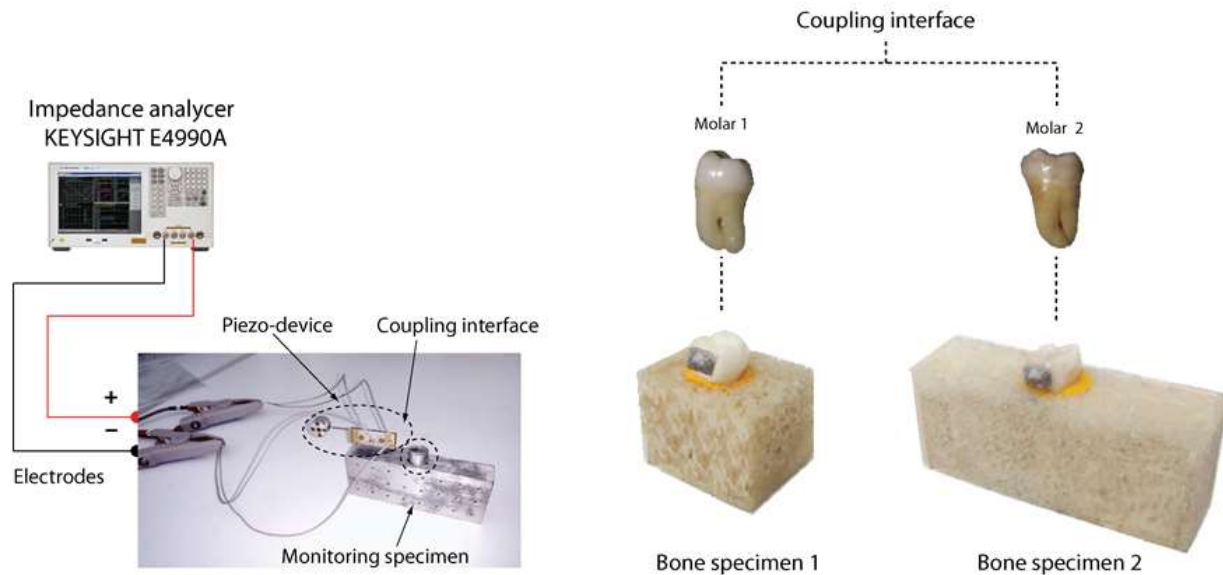 Coupling interface
Impedance analycer
KEYSIGHT E4990A
Molar 1
Molar 2
Piezo-device
Coupling interface
+
−
Electrodes
Monitoring specimen
Bone specimen 1
Bone specimen 2